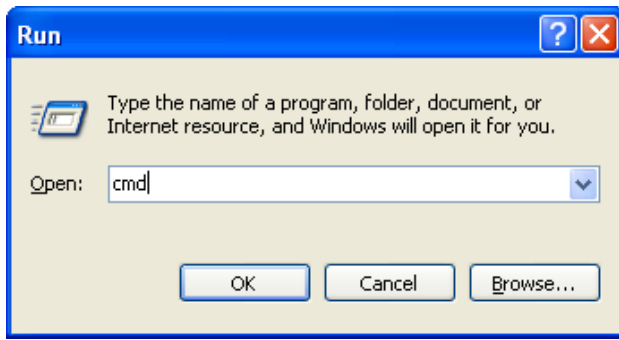 Run
Type the name of a program, folder, document, or
Internet resource, and Windows will open it for you.
Open: cmd
OK Cancel Browse...